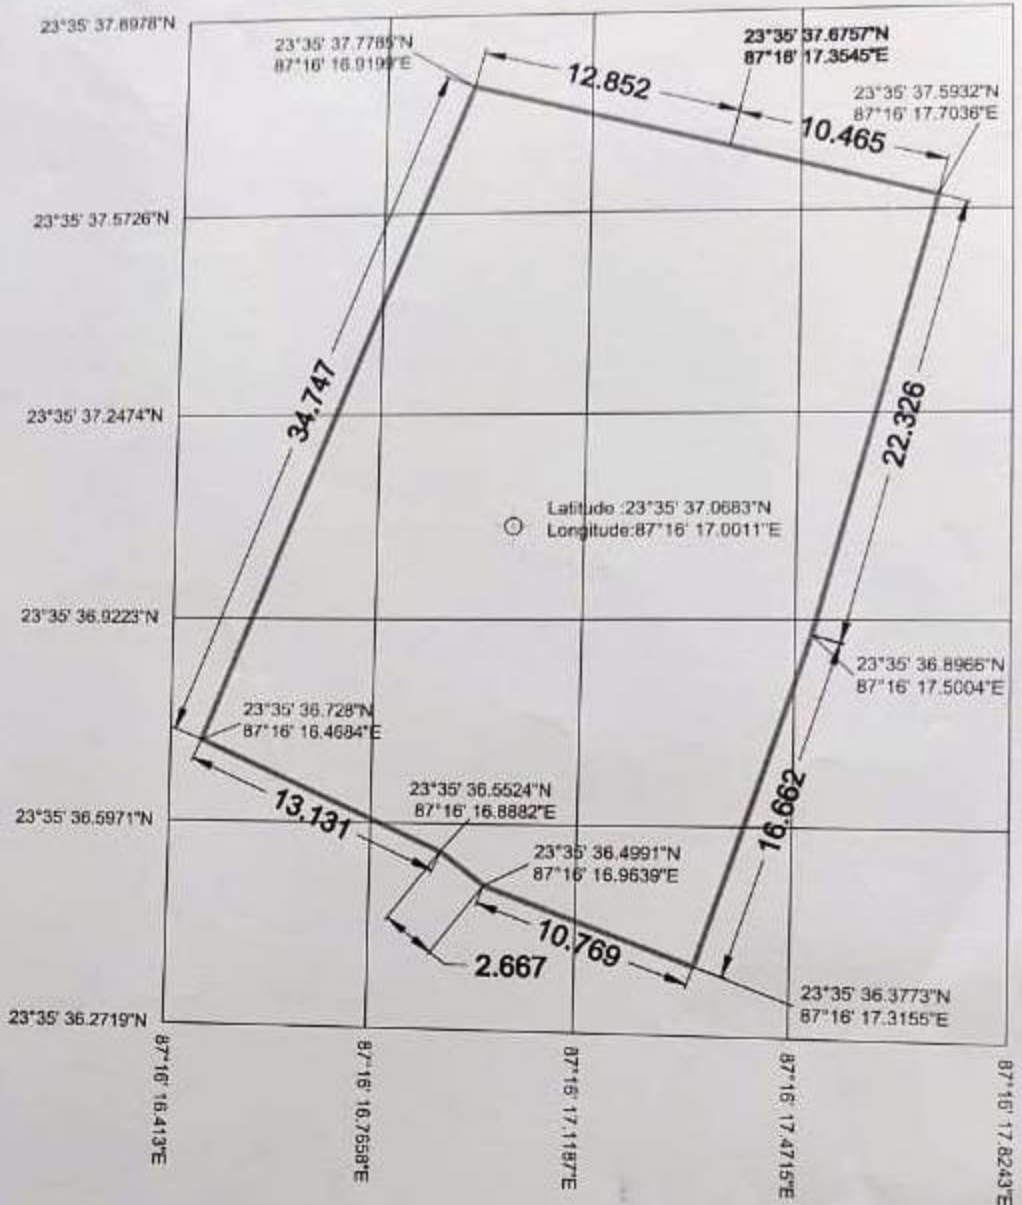 23°35' 37.8978"N
23°35' 37.7785"N
87°16' 16.9199"E
12.852
23°35' 37.6757"N
87°16' 17.3545"E
23°35' 37.5932"N
87°16' 17.7036"E
10.465
23°35' 37.5726"N
34.747
22.326
23°35' 37.2474"N
Latitude :23°35' 37.0683"N
Longitude:87°16' 17.0011"E
23°35' 36.9223"N
23°35' 36.8966"N
87°16' 17.5004"E
23°35' 36.728"N
87°16' 16.4684"E
13.131
23°35' 36.5524"N
87°16' 16.8882"E
16.662
23°35' 36.5971"N
23°35' 36.4991"N
87°16' 16.9639"E
10.769
2.667
23°35' 36.3773"N
87°16' 17.3155"E
23°35' 36.2719"N
87°16' 16.413"E
87°16' 16.7658"E
87°16' 17.1187"E
87°16' 17.4715"E
87°16' 17.8243"E